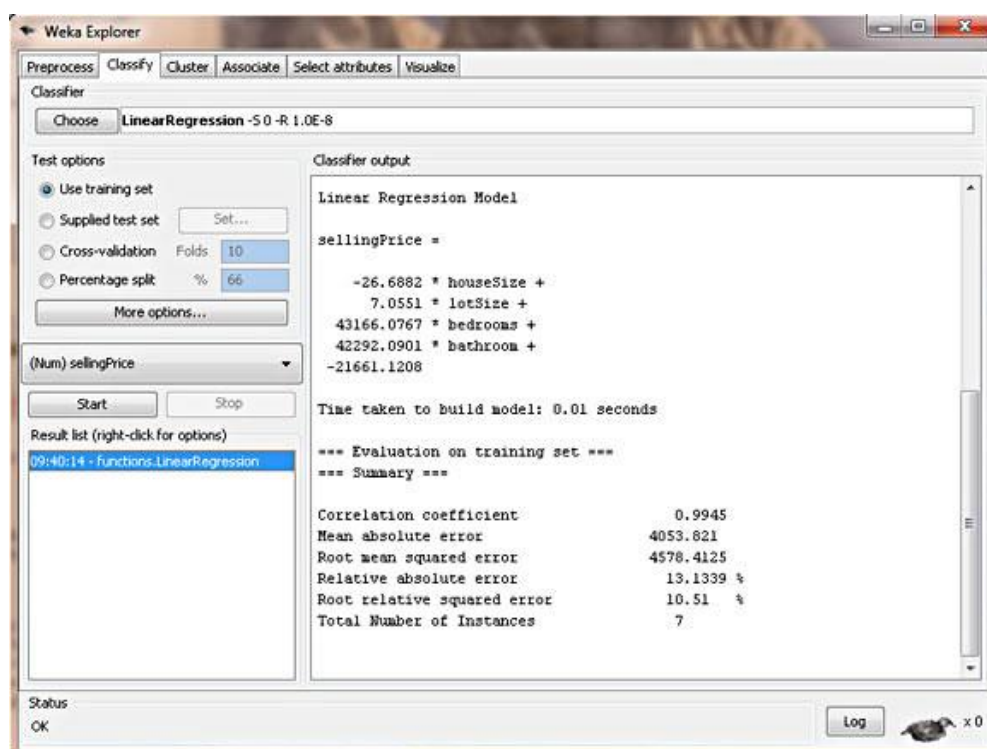 Weka Explorer
Preprocess Classify Cluster Associate Select attributes Visualize
Classifier
Choose LinearRegression -S 0 -R 1.0E-8
Test options
Use training set
Supplied test set Set...
Cross-validation Folds 10
Percentage split % 66
More options...
(Num) sellingPrice
Start Stop
Result list (right-click for options)
09:40:14 - functions.LinearRegression
Classifier output
Linear Regression Model
sellingPrice =
-26.6882 * houseSize +
7.0551 * lotSize +
43166.0767 * bedrooms +
42292.0901 * bathroom +
-21661.1208
Time taken to build model: 0.01 seconds
=== Evaluation on training set ===
=== Summary ===
Correlation coefficient 0.9945
Mean absolute error 4053.821
Root mean squared error 4578.4125
Relative absolute error 13.1339 %
Root relative squared error 10.51 %
Total Number of Instances 7
Status
OK
Log x 0